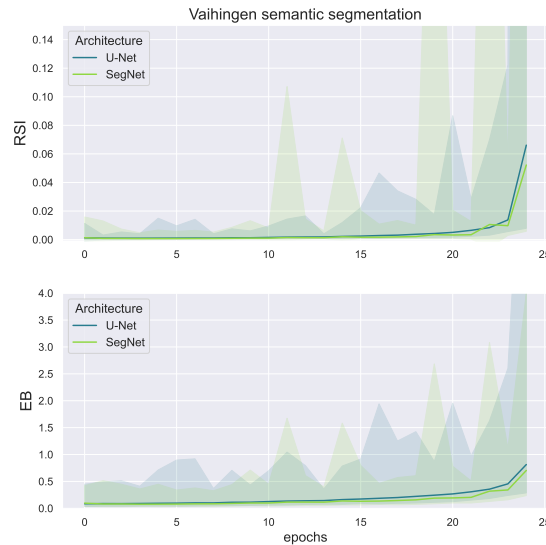 Vaihingen semantic segmentation
RSI
0.14
0.12
0.10
0.08
0.06
0.04
0.02
0.00
Architecture
U-Net
SegNet
0 5 10 15 20 25
EB
4.0
3.5
3.0
2.5
2.0
1.5
1.0
0.5
0.0
Architecture
U-Net
SegNet
0 5 10 15 20 25
epochs